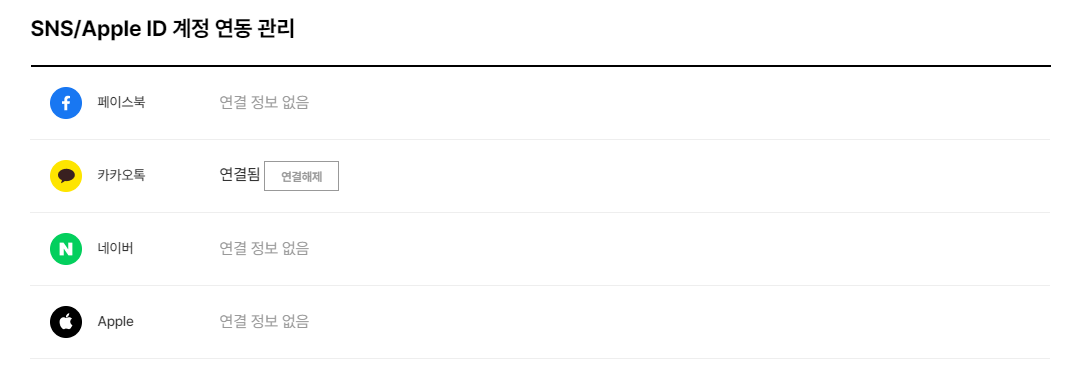 SNS/Apple ID 계정 연동 관리
페이스북 연결 정보 없음
카카오톡 연결됨 연결해제
네이버 연결 정보 없음
Apple 연결 정보 없음